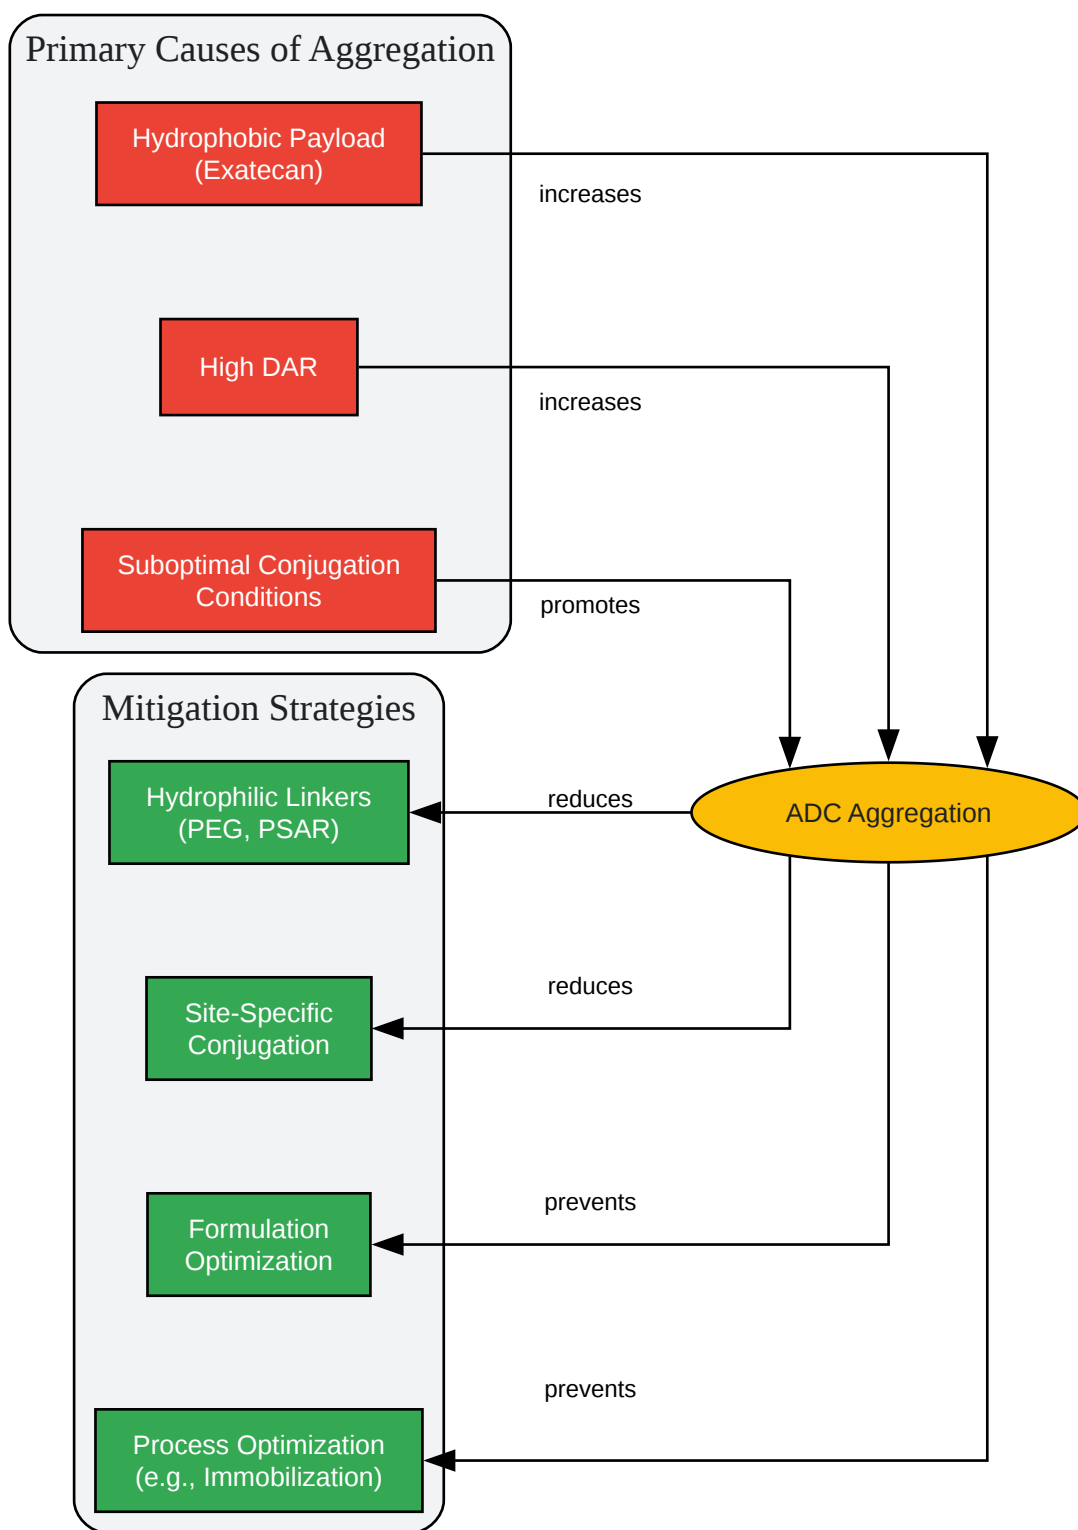 Primary Causes of Aggregation
Hydrophobic Payload
(Exatecan)
increases
High DAR
increases
Suboptimal Conjugation
Conditions
promotes
Mitigation Strategies
Hydrophilic Linkers
(PEG, PSAR)
reduces
ADC Aggregation
Site-Specific
Conjugation
reduces
Formulation
Optimization
prevents
Process Optimization
(e.g., Immobilization)
prevents